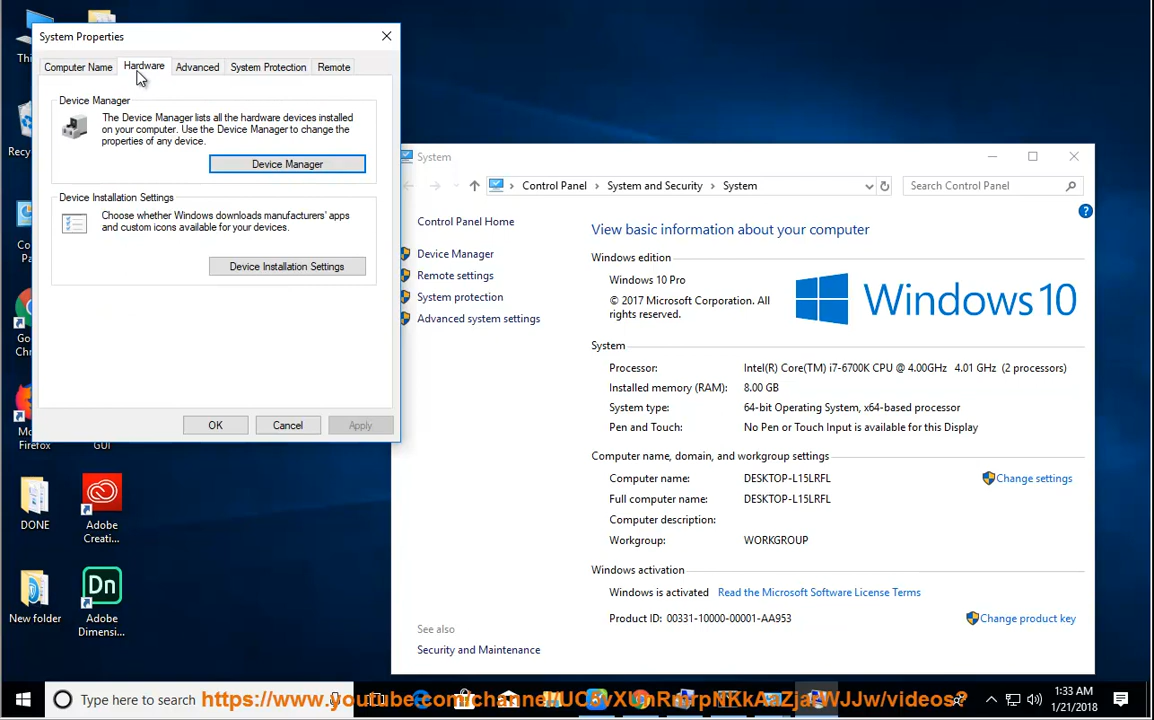 System Properties
Computer Name
Hardware
Advanced
System Protection
Remote
Device Manager
The Device Manager lists all the hardware devices installed
on your computer. Use the Device Manager to change the
properties of any device.
Device Manager
Device Installation Settings
Choose whether Windows downloads manufacturers' apps
and custom icons available for your devices.
Device Installation Settings
OK
Cancel
Apply
System
Control Panel
System and Security
System
Search Control Panel
Control Panel Home
Device Manager
Remote settings
System protection
Advanced system settings
See also
Security and Maintenance
View basic information about your computer
Windows edition
Windows 10 Pro
© 2017 Microsoft Corporation. All
rights reserved.
Windows 10
System
Processor: Intel(R) Core(TM) i7-6700K CPU @ 4.00GHz 4.01 GHz (2 processors)
Installed memory (RAM): 8.00 GB
System type: 64-bit Operating System, x64-based processor
Pen and Touch: No Pen or Touch Input is available for this Display
Computer name, domain, and workgroup settings
Computer name: DESKTOP-L15LRFL
Change settings
Full computer name: DESKTOP-L15LRFL
Computer description:
Workgroup: WORKGROUP
Windows activation
Windows is activated Read the Microsoft Software License Terms
Product ID: 00331-10000-00001-AA953
Change product key
GUI
Firefox
DONE
Adobe
Creati...
Dn
New folder
Adobe
Dimensi...
Type here to search
1:33 AM
1/21/2018